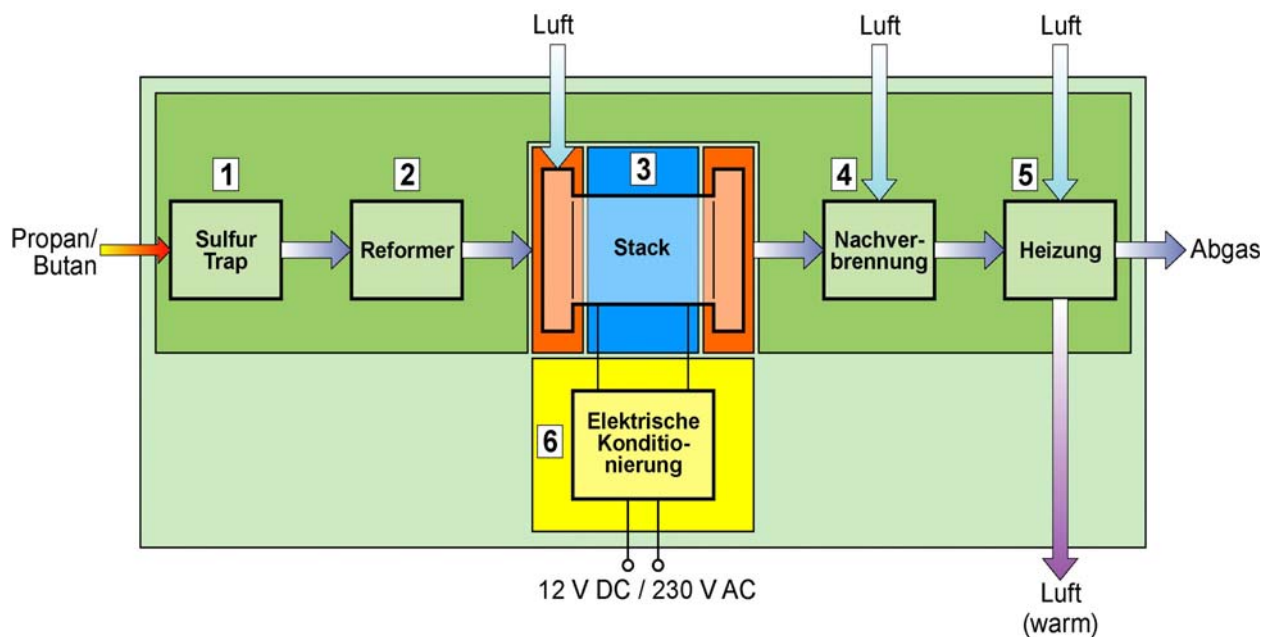 Luft
Luft
Luft
1
2
3
4
5
Propan/
Butan
Sulfur
Trap
Reformer
Stack
Nachver-
brennung
Heizung
Abgas
6
Elektrische
Konditio-
nierung
12 V DC / 230 V AC
Luft
(warm)